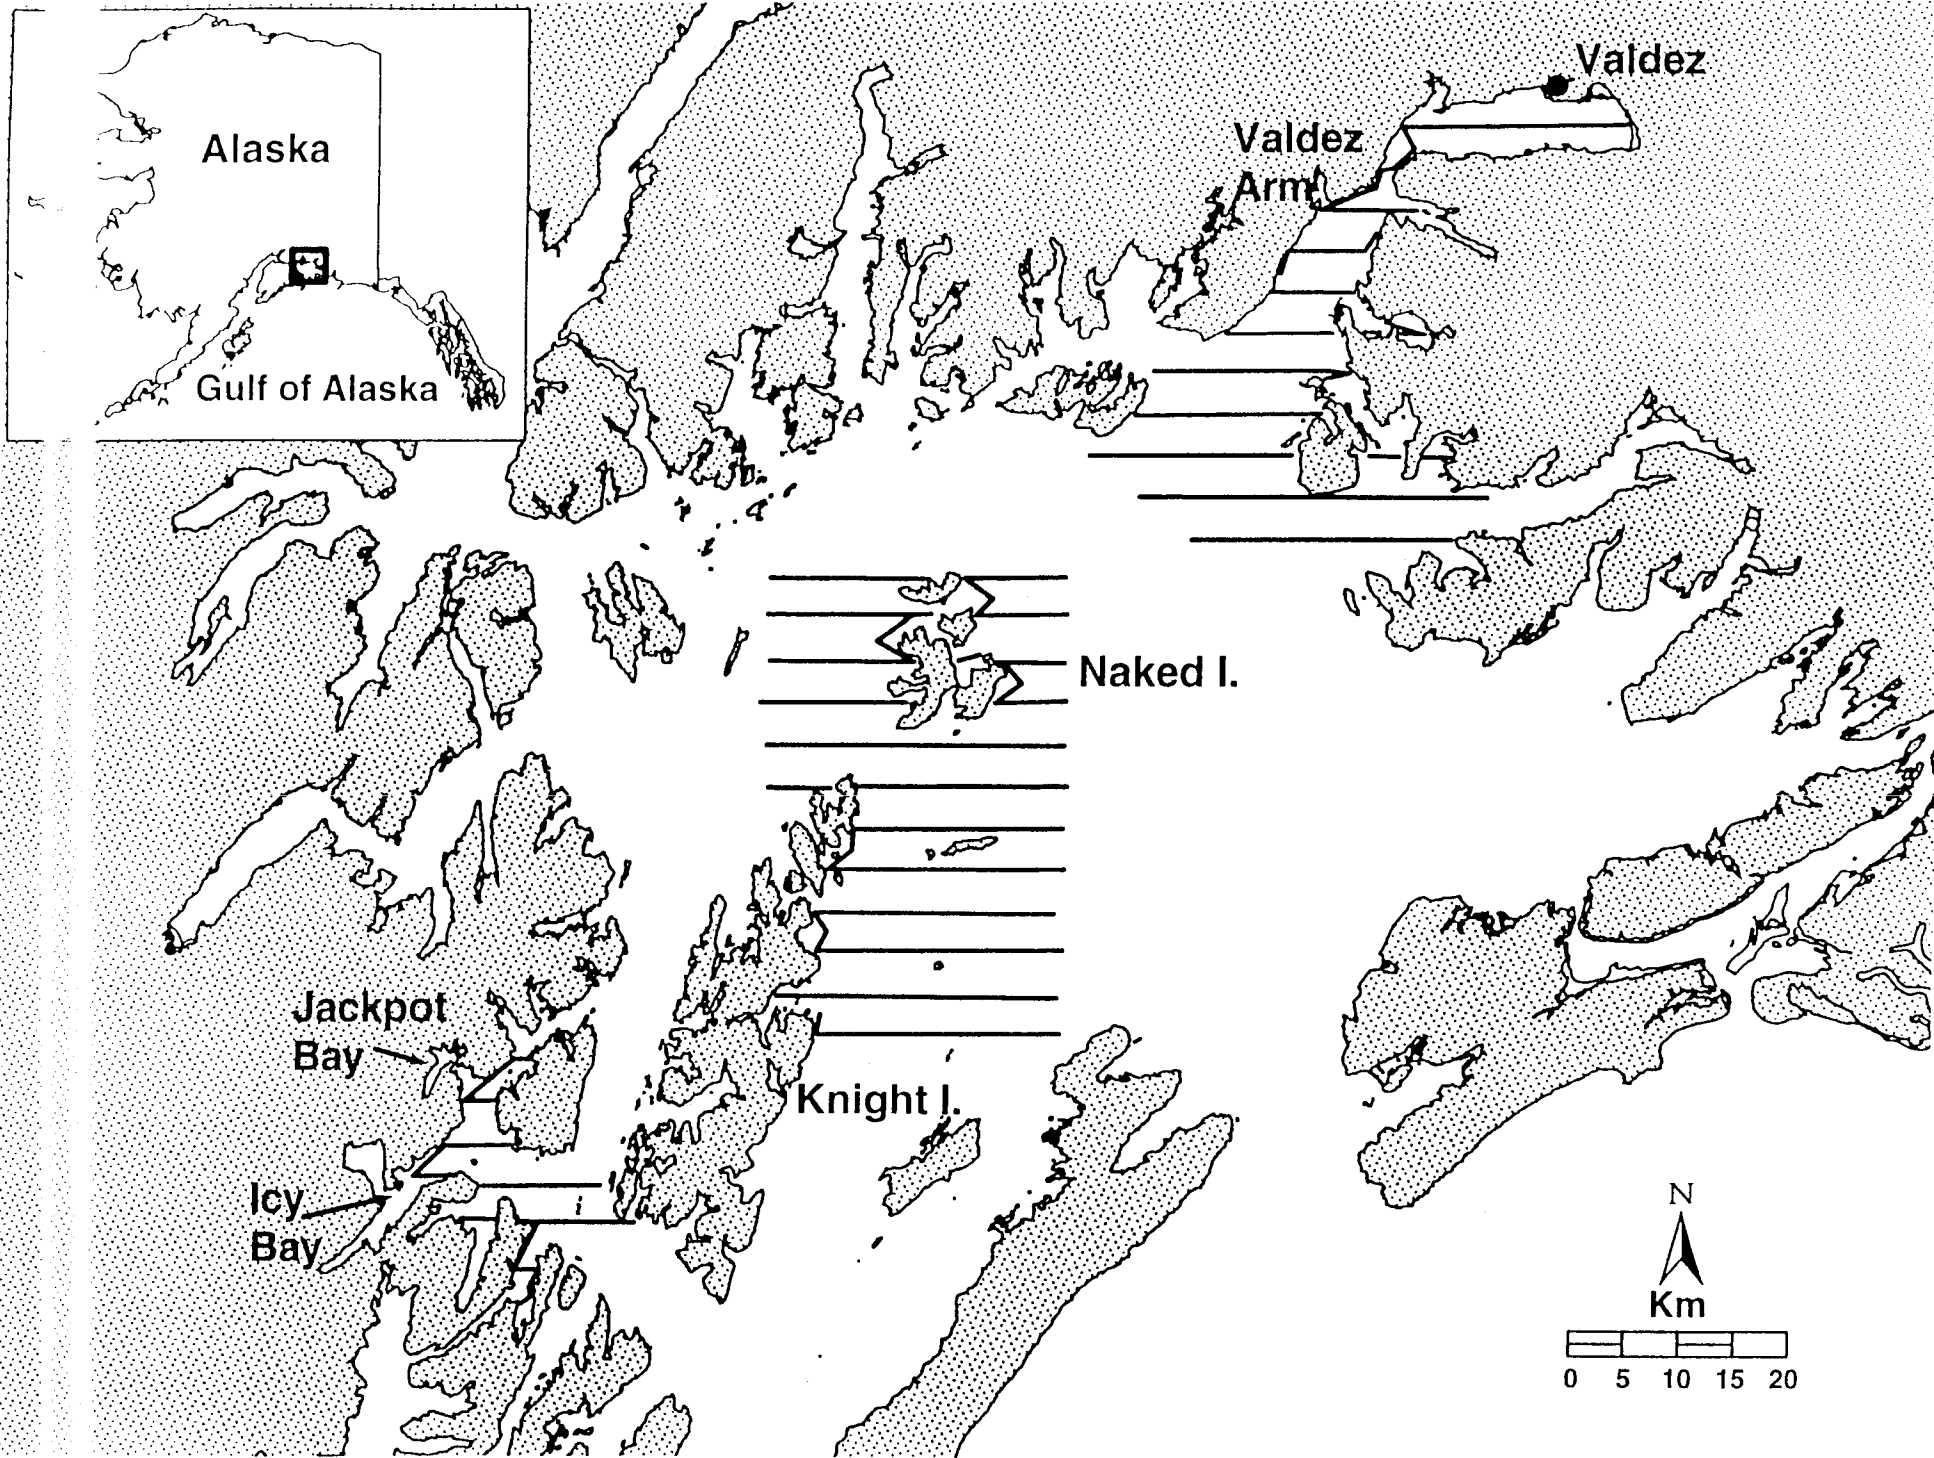 Valdez
Valdez
Arm
Alaska
Gulf of Alaska
Naked I.
Jackpot
Bay
Knight I.
Icy
Bay
N
Km
0 5 10 15 20